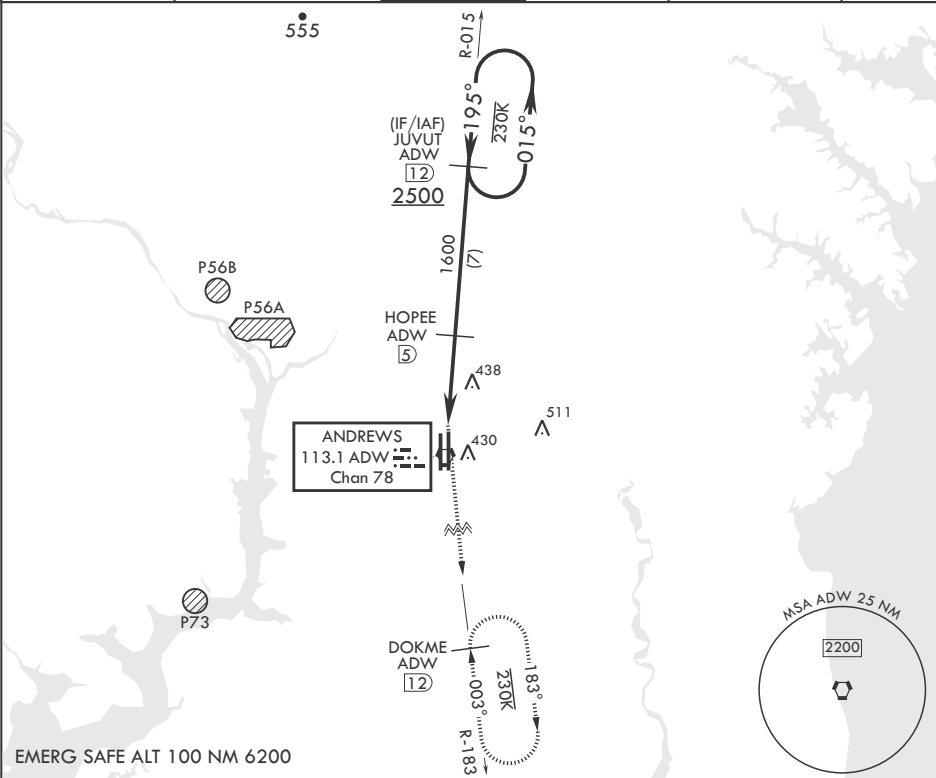 555
R-015
195°
230K
015°
(IF/IAF)
JUVUT
ADW
12
2500
1600
(7)
P56B
P56A
HOPEE
ADW
5
438
511
430
ANDREWS
113.1 ADW
Chan 78
P73
DOKME
ADW
12
003°
230K
183°
R-183
MSA ADW 25 NM
2200
EMERG SAFE ALT 100 NM 6200